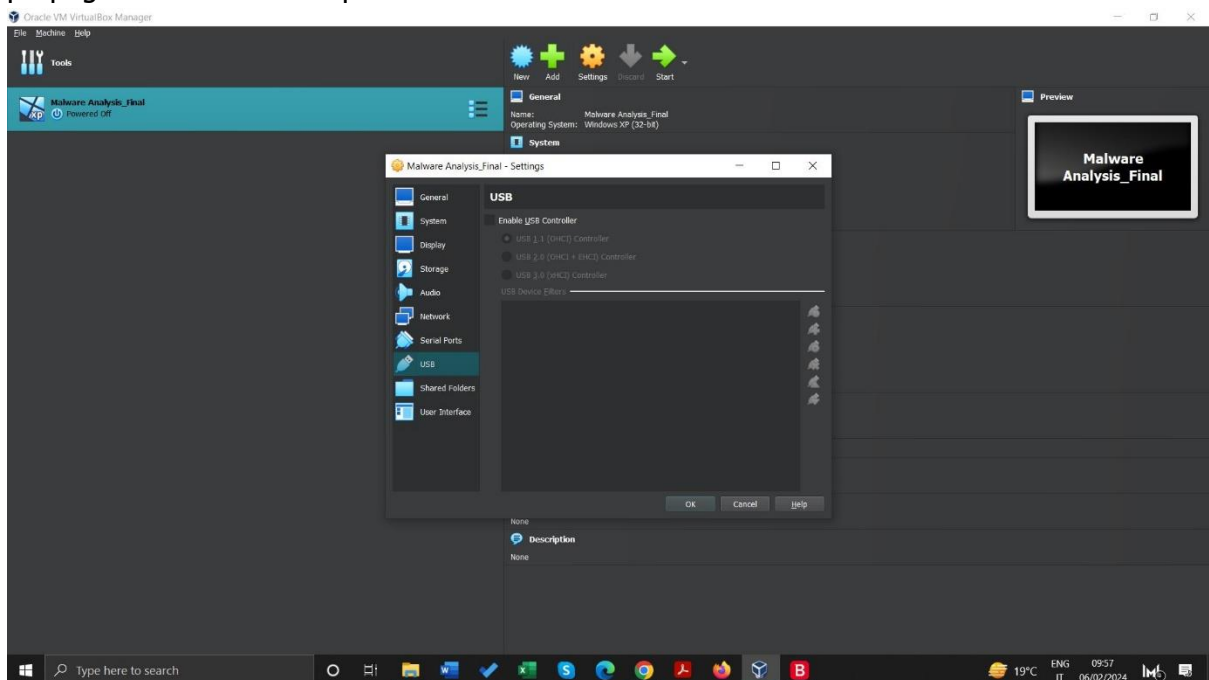 Oracle VM VirtualBox Manager
File Machine Help
Tools
New Add Settings Discard Start
Malware Analysis_Final
Powered Off
General
Name: Malware Analysis_Final
Operating System: Windows XP (32-bit)
System
Preview
Malware
Analysis_Final
Malware Analysis_Final - Settings
General
System
Display
Storage
Audio
Network
Serial Ports
USB
Shared Folders
User Interface
USB
Enable USB Controller
USB 1.1 (OHCI) Controller
USB 2.0 (OHCI + EHCI) Controller
USB 3.0 (xHCI) Controller
USB Device Filters
OK Cancel Help
None
Description
None
Type here to search
19°C
ENG
IT
09:57
06/02/2024